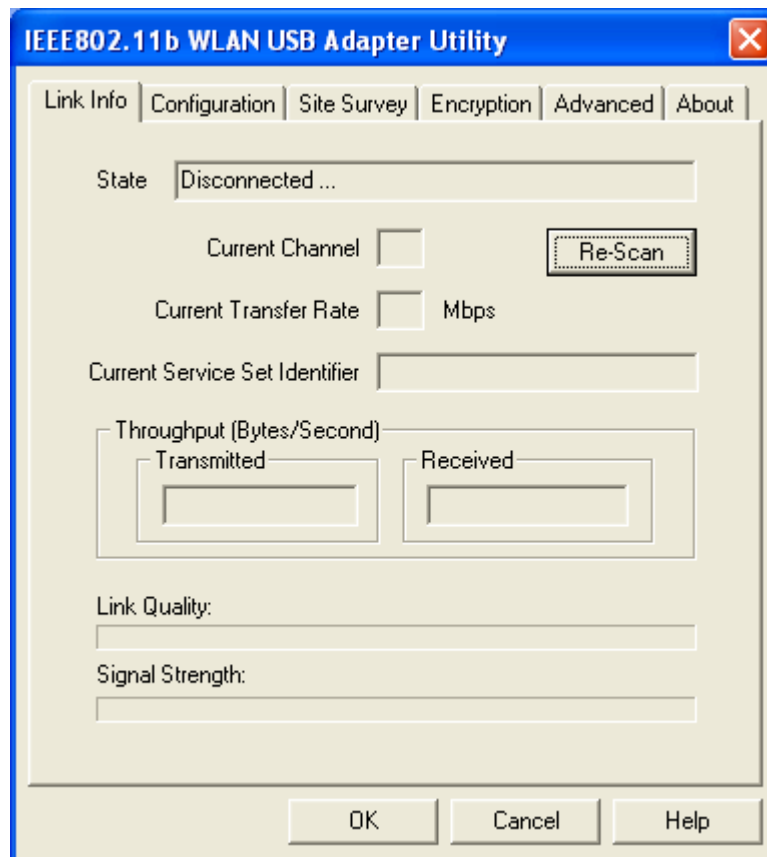 IEEE802.11b WLAN USB Adapter Utility
Link Info Configuration Site Survey Encryption Advanced About
State Disconnected ...
Current Channel Re-Scan
Current Transfer Rate Mbps
Current Service Set Identifier
Throughput (Bytes/Second)
Transmitted Received
Link Quality:
Signal Strength:
OK Cancel Help